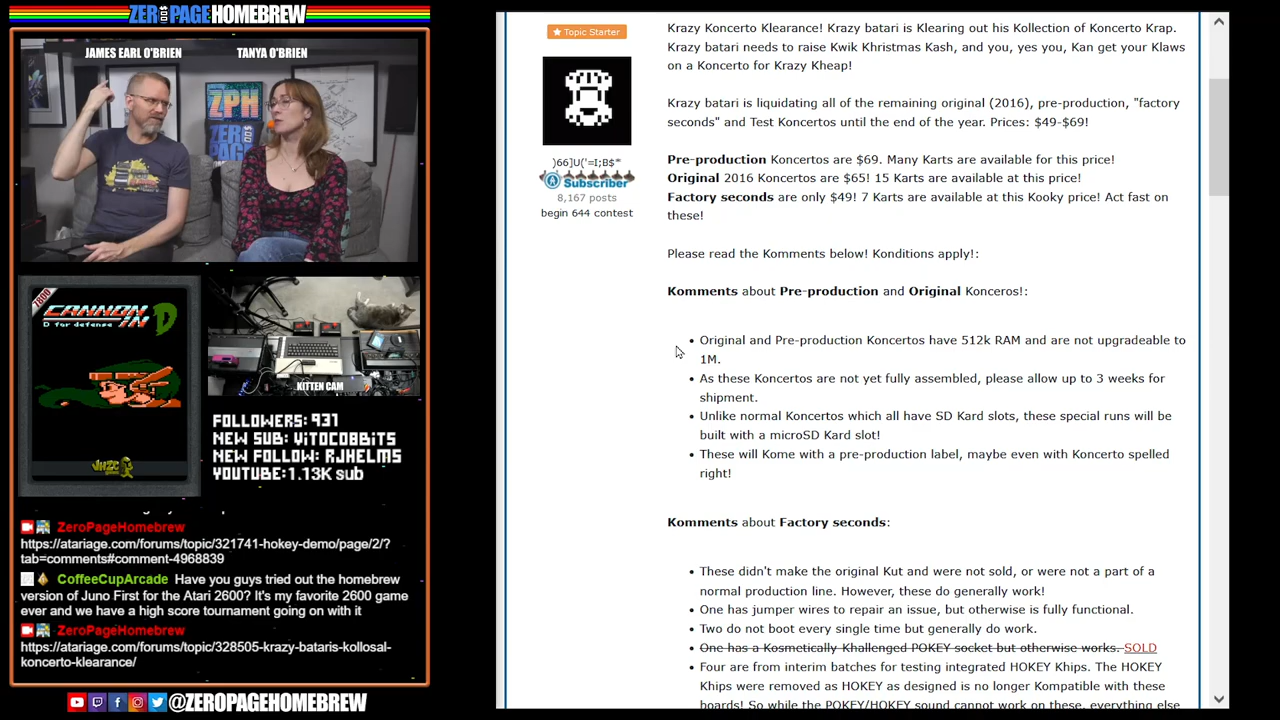 ZERO PAGE HOMEBREW
JAMES EARL O'BRIEN
TANYA O'BRIEN
ZPH
7800
CANNON
IN D
D FOR DEFENSE
KITTEN CAM
FOLLOWERS: 931
NEW SUB: VITOCOBBITS
NEW FOLLOW: RJHELMS
YOUTUBE: 1.13K sub
ZeroPageHomebrew
https://atariage.com/forums/topic/321741-hokey-demo/page/2/?
tab=comments#comment-4968839
CoffeeCupArcade Have you guys tried out the homebrew
version of Juno First for the Atari 2600? It's my favorite 2600 game
ever and we have a high score tournament going on with it
ZeroPageHomebrew
https://atariage.com/forums/topic/328505-krazy-bataris-kollosal-
koncerto-klearance/
@ZEROPAGEHOMEBREW
Topic Starter
)66]U('=I;B$*
Subscriber
8,167 posts
begin 644 contest
Krazy Koncerto Klearance! Krazy batari is Klearing out his Kollection of Koncerto Krap.
Krazy batari needs to raise Kwik Khristmas Kash, and you, yes you, Kan get your Klaws
on a Koncerto for Krazy Kheap!
Krazy batari is liquidating all of the remaining original (2016), pre-production, "factory
seconds" and Test Koncertos until the end of the year. Prices: $49-$69!
Pre-production Koncertos are $69. Many Karts are available for this price!
Original 2016 Koncertos are $65! 15 Karts are available at this price!
Factory seconds are only $49! 7 Karts are available at this Kooky price! Act fast on
these!
Please read the Komments below! Konditions apply!:
Komments about Pre-production and Original Konceros!:
• Original and Pre-production Koncertos have 512k RAM and are not upgradeable to
1M.
• As these Koncertos are not yet fully assembled, please allow up to 3 weeks for
shipment.
• Unlike normal Koncertos which all have SD Kard slots, these special runs will be
built with a microSD Kard slot!
• These will Kome with a pre-production label, maybe even with Koncerto spelled
right!
Komments about Factory seconds:
• These didn't make the original Kut and were not sold, or were not a part of a
normal production line. However, these do generally work!
• One has jumper wires to repair an issue, but otherwise is fully functional.
• Two do not boot every single time but generally do work.
• One has a Kosmetically Khallenged POKEY socket but otherwise works. SOLD
• Four are from interim batches for testing integrated HOKEY Khips. The HOKEY
Khips were removed as HOKEY as designed is no longer Kompatible with these
boards! So while the POKEY/HOKEY sound cannot work on these, everything else